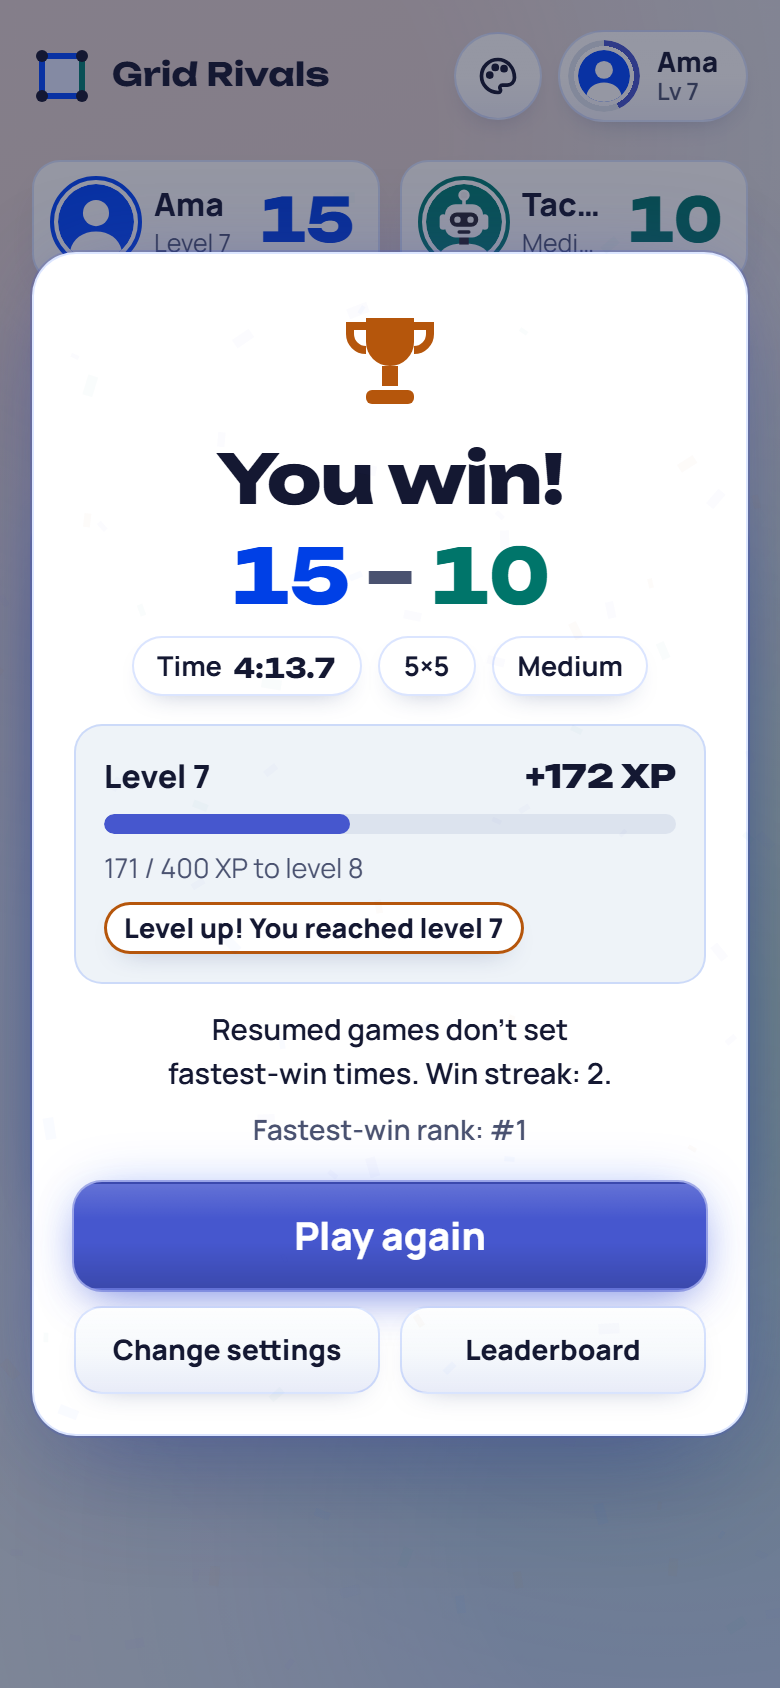 Grid Rivals
Ama
Lv 7
Ama
Level 7
15
Tac...
Medi...
10
You win!
15 – 10
Time 4:13.7
5×5
Medium
Level 7
+172 XP
171 / 400 XP to level 8
Level up! You reached level 7
Resumed games don’t set
fastest-win times. Win streak: 2.
Fastest-win rank: #1
Play again
Change settings
Leaderboard